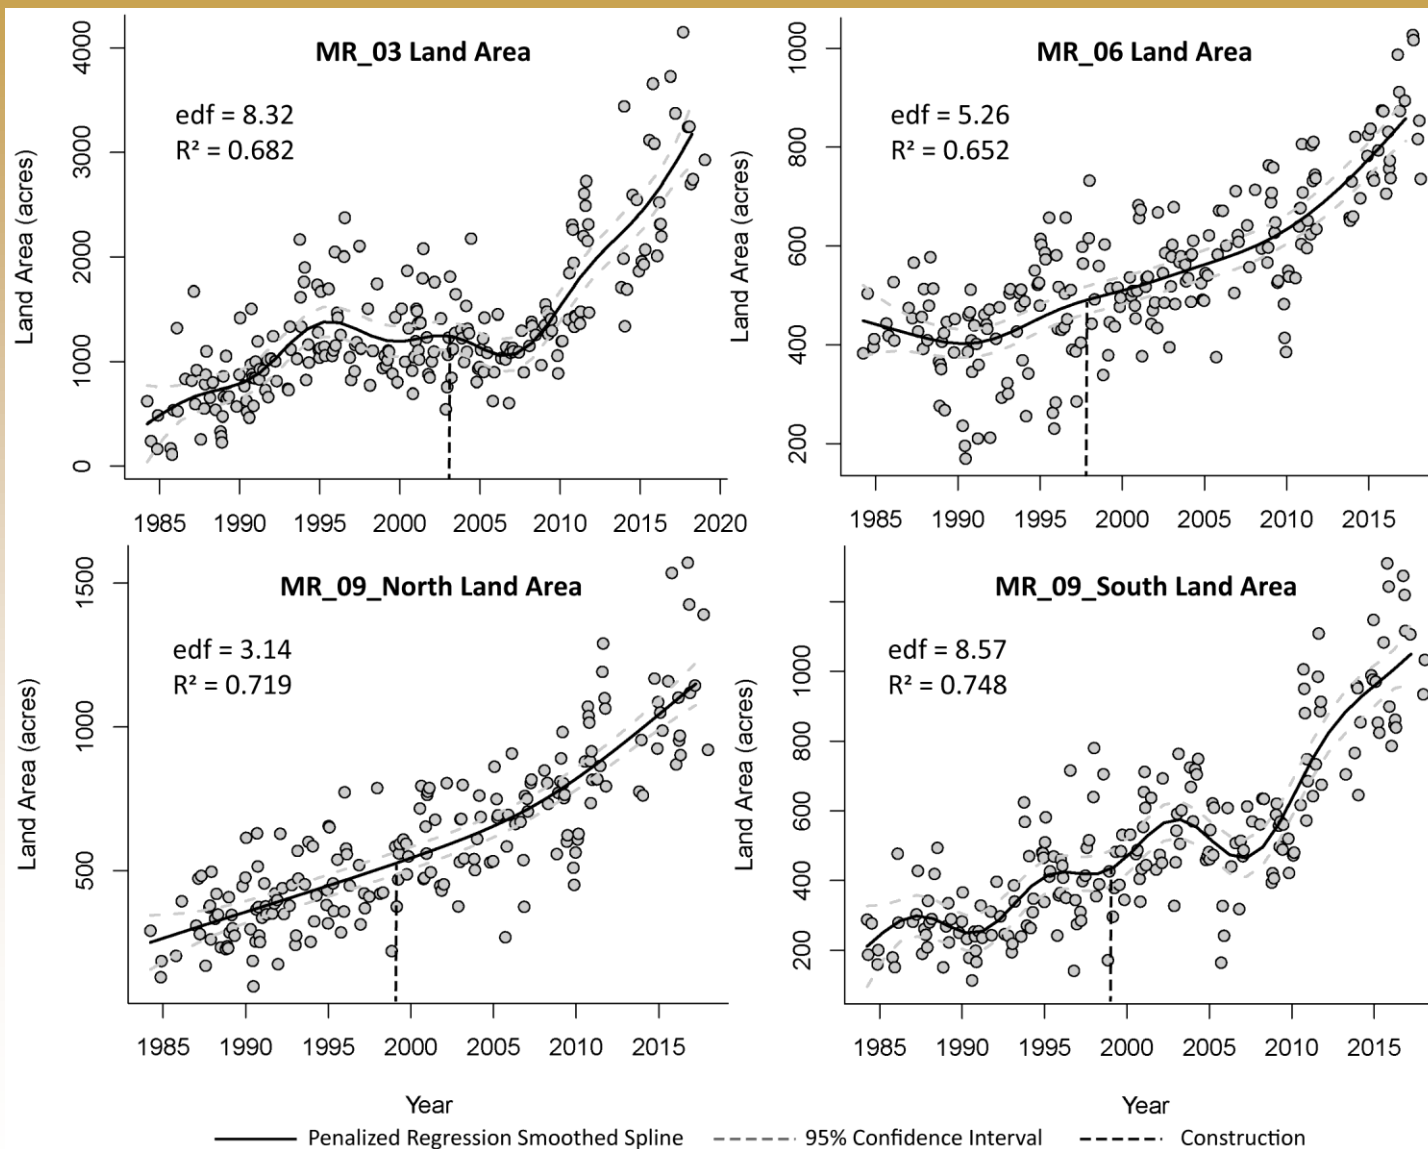 MR_03 Land Area
edf = 8.32
R² = 0.682
Land Area (acres)
4000
3000
2000
1000
0
1985 1990 1995 2000 2005 2010 2015 2020
MR_06 Land Area
edf = 5.26
R² = 0.652
Land Area (acres)
1000
800
600
400
200
1985 1990 1995 2000 2005 2010 2015
MR_09_North Land Area
edf = 3.14
R² = 0.719
Land Area (acres)
1500
1000
500
1985 1990 1995 2000 2005 2010 2015
MR_09_South Land Area
edf = 8.57
R² = 0.748
Land Area (acres)
1000
800
600
400
200
1985 1990 1995 2000 2005 2010 2015
Year Year
Penalized Regression Smoothed Spline 95% Confidence Interval Construction